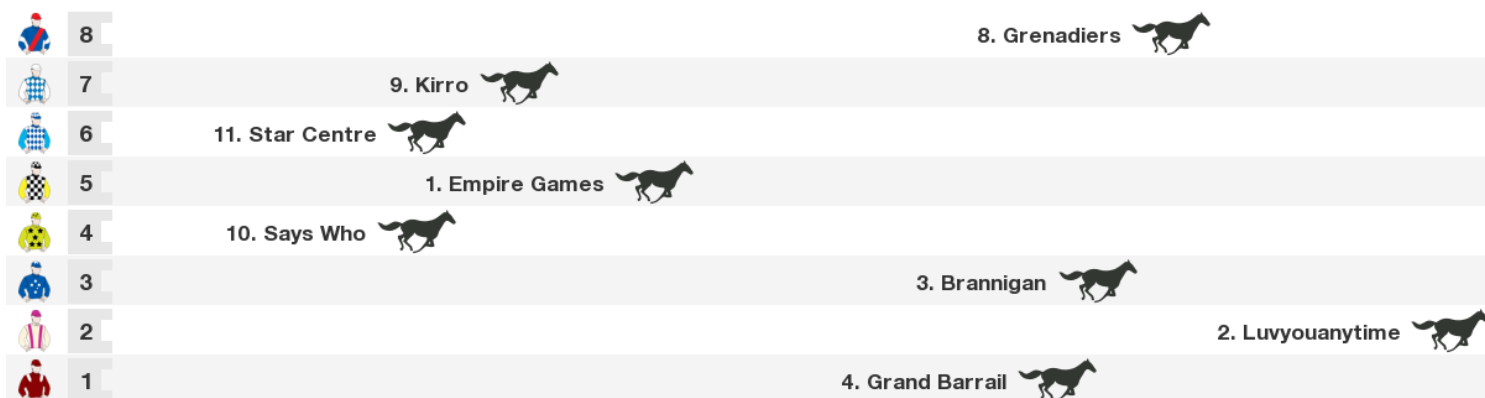 8 8. Grenadiers
7 9. Kirro
6 11. Star Centre
5 1. Empire Games
4 10. Says Who
3 3. Brannigan
2 2. Luvyouanytime
1 4. Grand Barrail